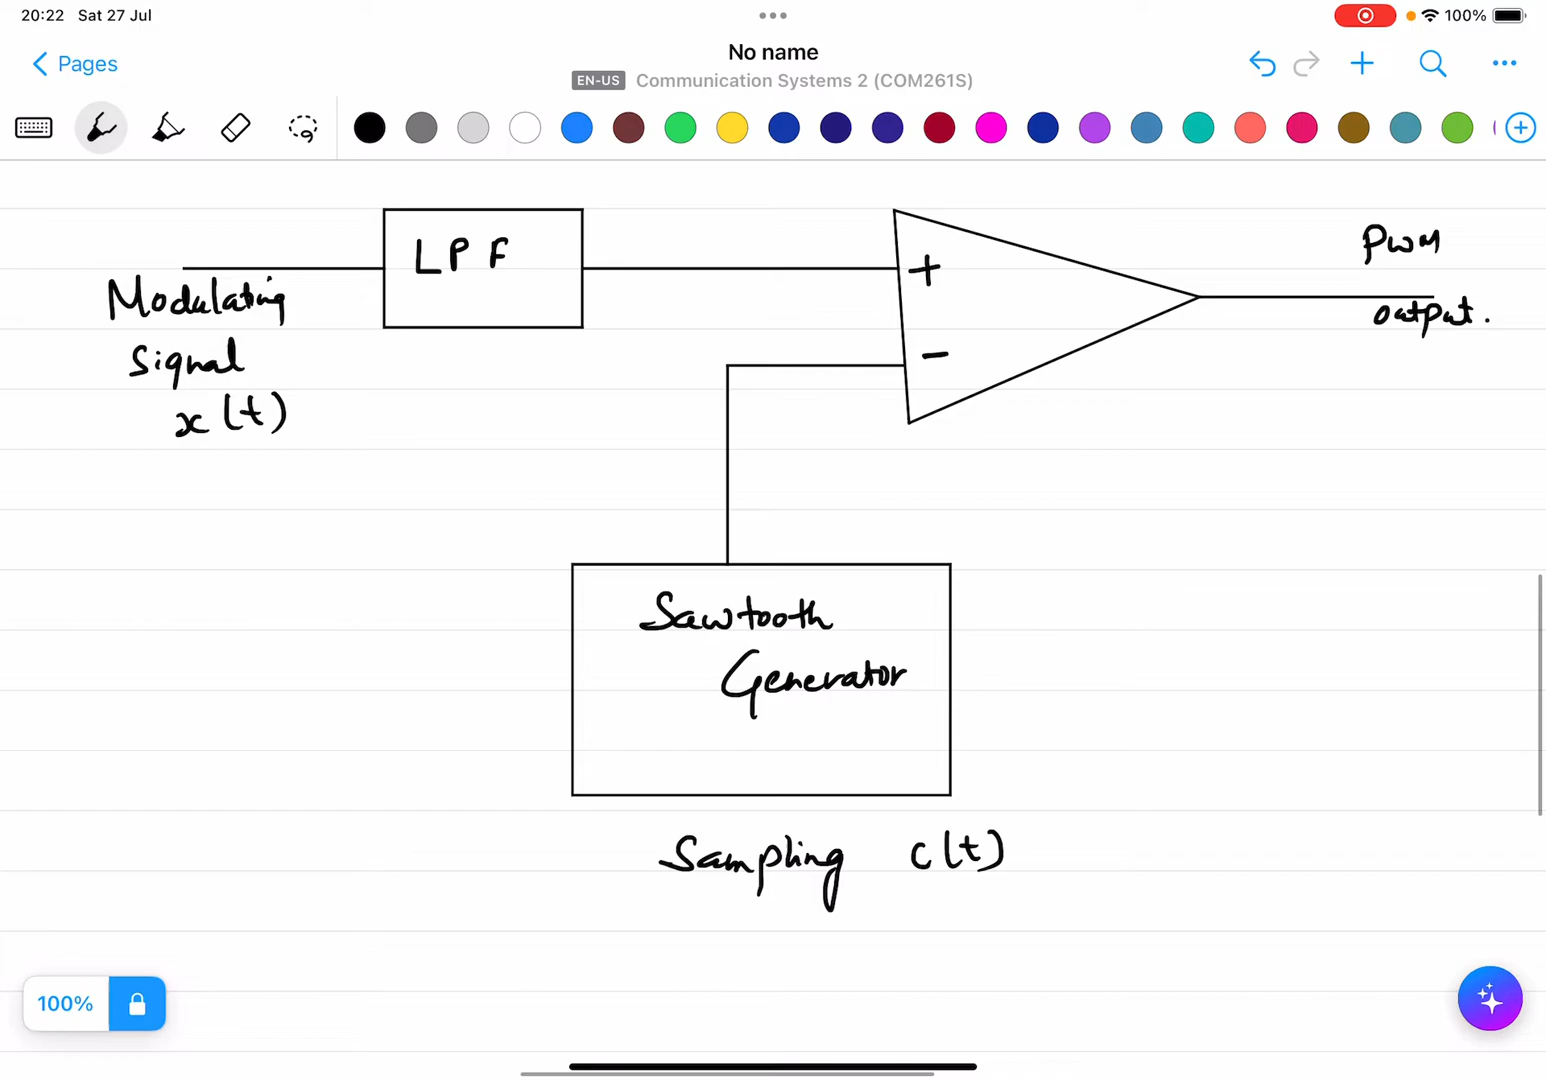 20:22 Sat 27 Jul
100%
Pages
No name
EN-US Communication Systems 2 (COM261S)
LPF
+
PWM
Modulating
output.
signal
-
x(t)
Sawtooth
Generator
Sampling c(t)
100%